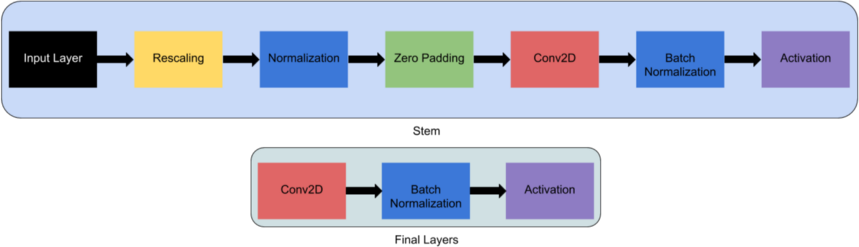 Input Layer
Rescaling
Normalization
Zero Padding
Conv2D
Batch
Normalization
Activation
Stem
Conv2D
Batch
Normalization
Activation
Final Layers